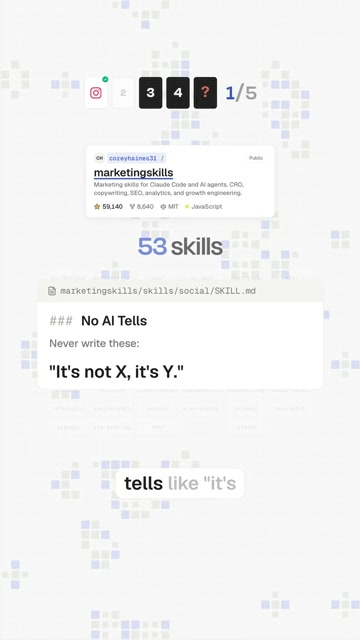 2 3 4 ? 1/5
CH coreyhaines31 / Public
marketingskills
Marketing skills for Claude Code and AI agents. CRO,
copywriting, SEO, analytics, and growth engineering.
59,140 8,640 MIT JavaScript
53 skills
marketingskills/skills/social/SKILL.md
### No AI Tells
Never write these:
"It's not X, it's Y."
tells like "it's